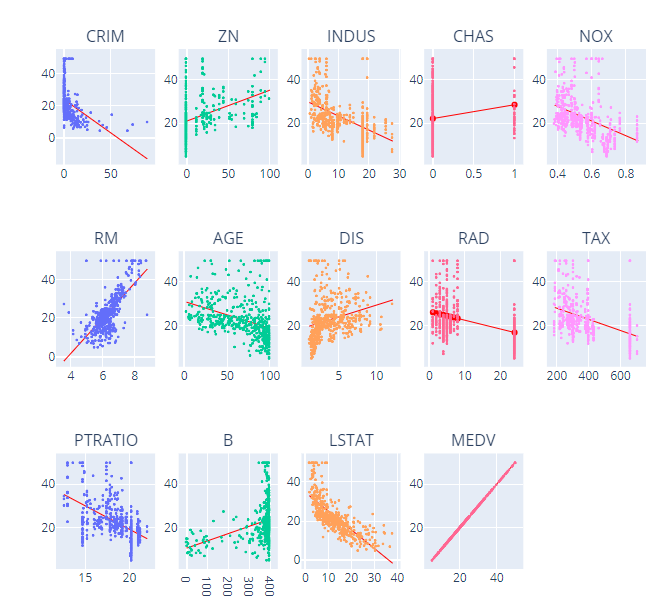 CRIM ZN INDUS CHAS NOX
40 20 0 40 20 40 20 40 20 40 20
0 50 0 50 100 0 10 20 30 0 0.5 1 0.4 0.6 0.8
RM AGE DIS RAD TAX
40 20 0 40 20 40 20 40 20 40 20
4 6 8 0 50 100 5 10 0 10 20 200 400 600
PTRATIO B LSTAT MEDV
40 20 40 20 40 20 0 40 20
15 20 0 100 200 300 400 0 10 20 30 40 20 40